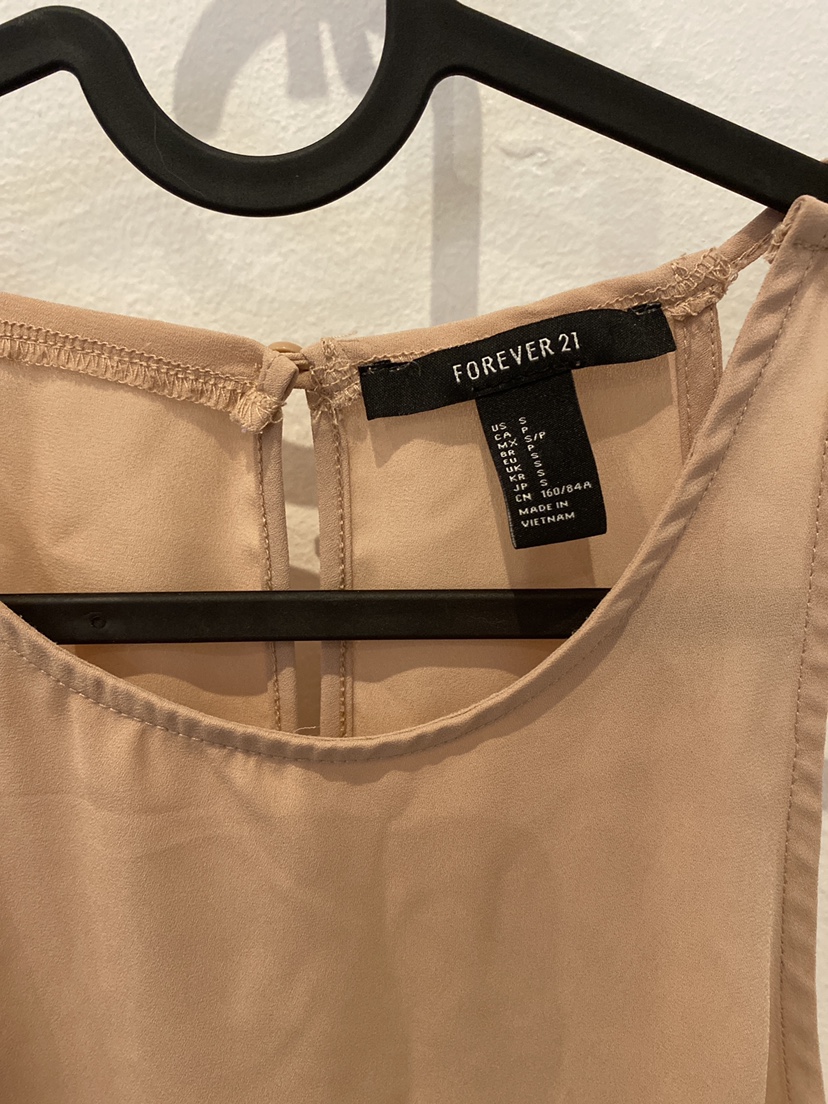 FOREVER 21
US S
CA P
MX S/P
BR P
EU S
UK S
KR S
JP S
CN 160/84A
MADE IN
VIETNAM